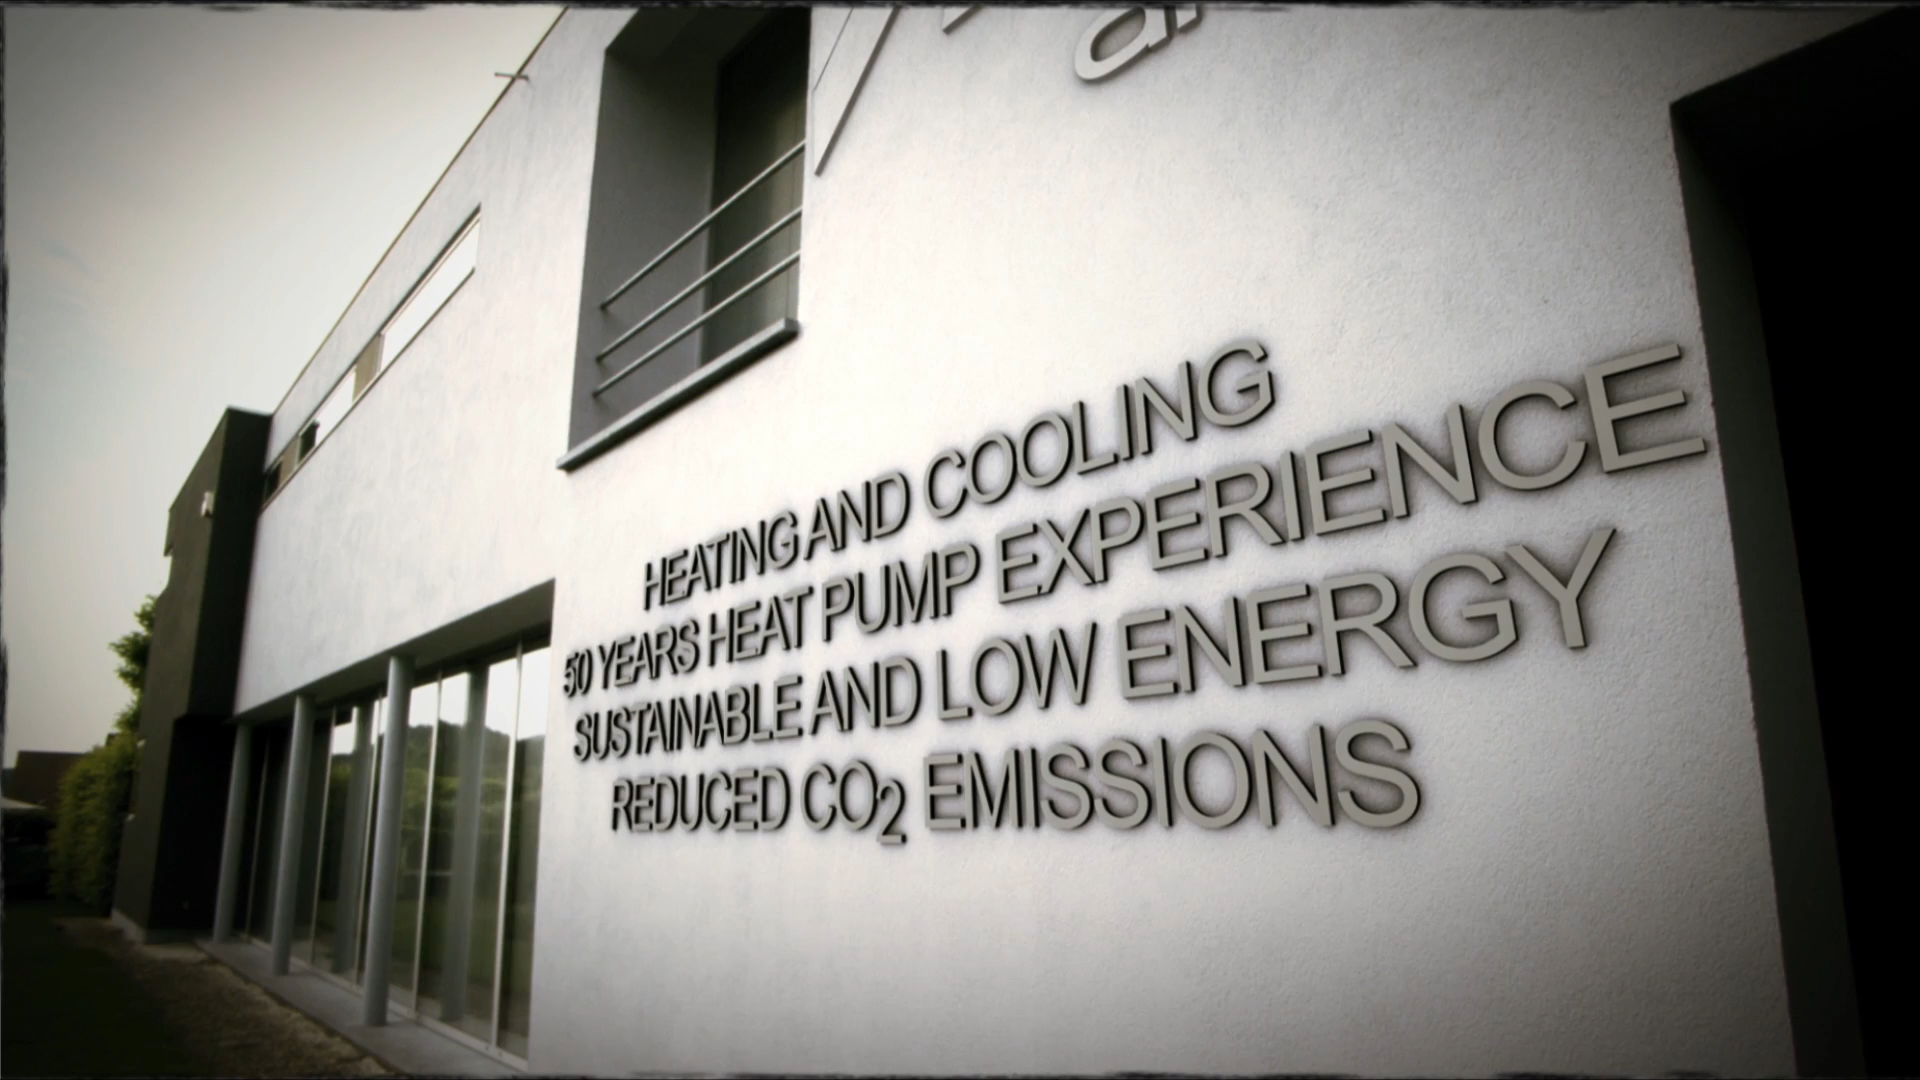 HEATING AND COOLING
50 YEARS HEAT PUMP EXPERIENCE
SUSTAINABLE AND LOW ENERGY
REDUCED CO2 EMISSIONS